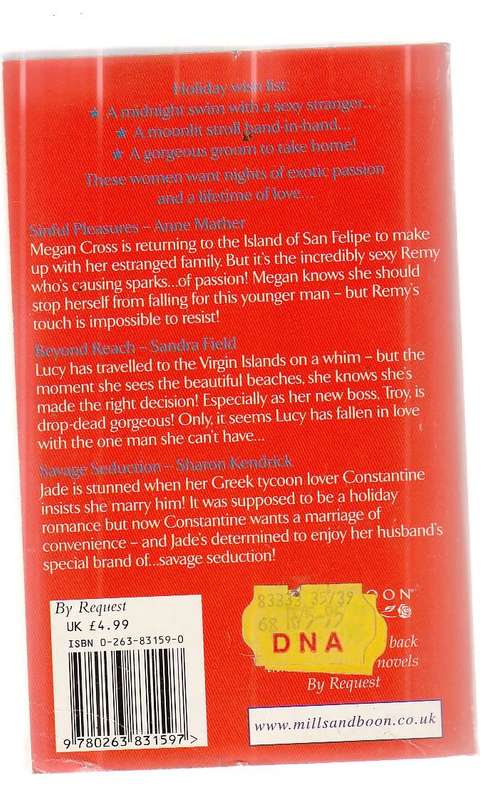 Holiday wish list:
★ A midnight swim with a sexy stranger...
★ A moonlit stroll hand-in-hand...
★ A gorgeous groom to take home!
These women want nights of exotic passion
and a lifetime of love...
Sinful Pleasures – Anne Mather
Megan Cross is returning to the Island of San Felipe to make
up with her estranged family. But it's the incredibly sexy Remy
who's causing sparks...of passion! Megan knows she should
stop herself from falling for this younger man – but Remy's
touch is impossible to resist!
Beyond Reach – Sandra Field
Lucy has travelled to the Virgin Islands on a whim – but the
moment she sees the beautiful beaches, she knows she's
made the right decision! Especially as her new boss, Troy, is
drop-dead gorgeous! Only, it seems Lucy has fallen in love
with the one man she can't have...
Savage Seduction – Sharon Kendrick
Jade is stunned when her Greek tycoon lover Constantine
insists she marry him! It was supposed to be a holiday
romance but now Constantine wants a marriage of
convenience – and Jade's determined to enjoy her husband's
special brand of...savage seduction!
By Request
UK £4.99
ISBN 0-263-83159-0
9 780263 831597 >
83333 35/39
DNA
OON®
back
novels
By Request
www.millsandboon.co.uk